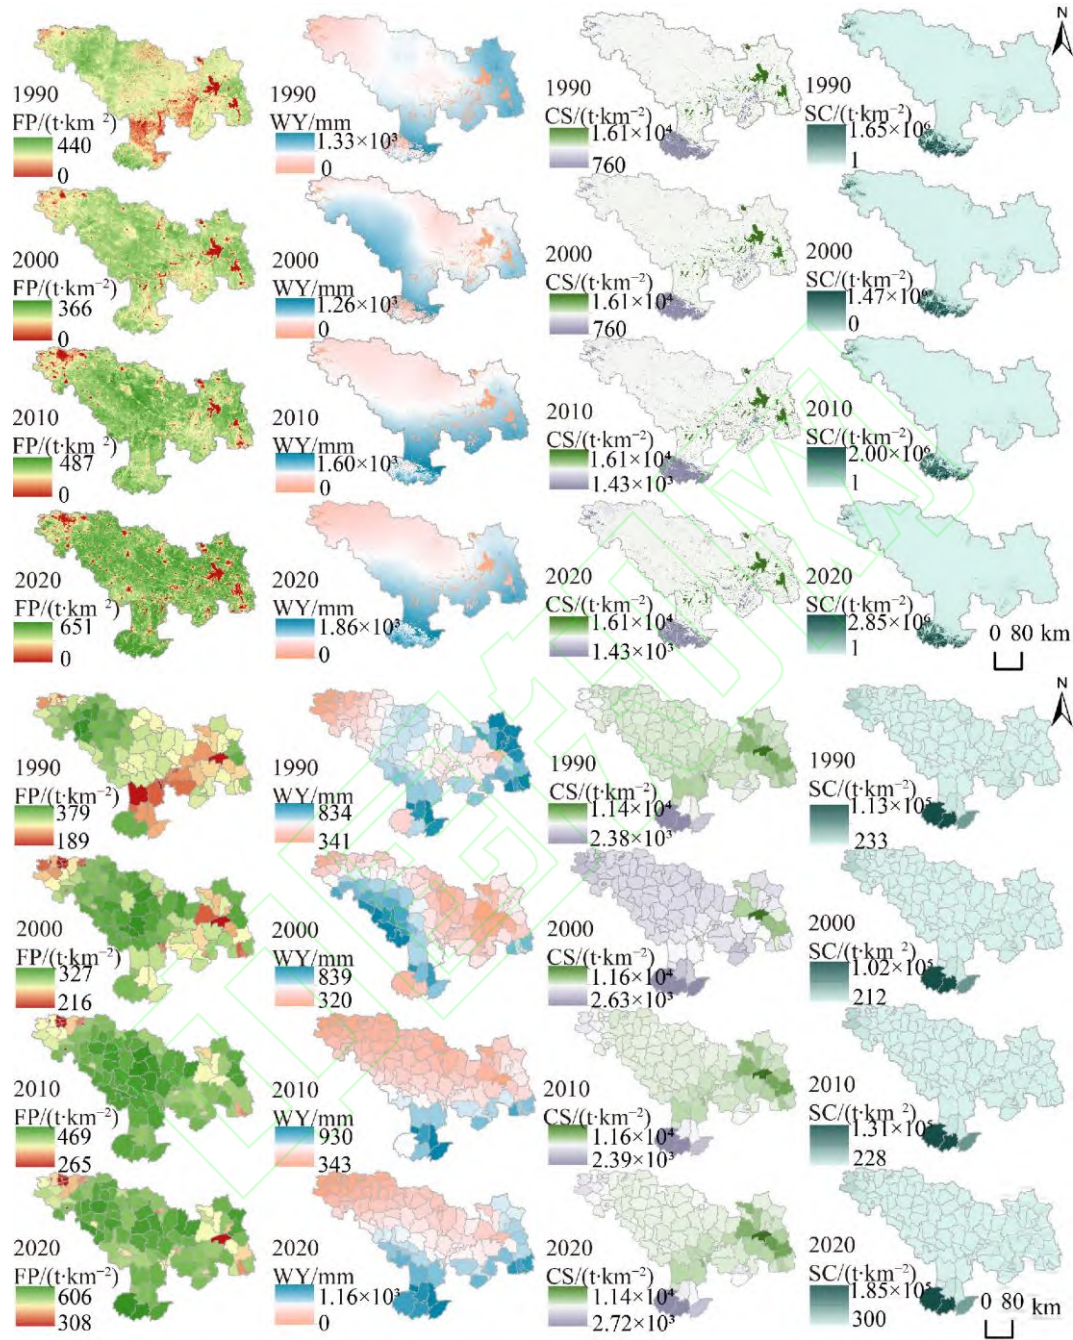 N
1990
FP/(t·km⁻²)
440
0
1990
WY/mm
1.33×10³
0
1990
CS/(t·km⁻²)
1.61×10⁴
760
1990
SC/(t·km⁻²)
1.65×10⁶
1
2000
FP/(t·km⁻²)
366
0
2000
WY/mm
1.26×10³
0
2000
CS/(t·km⁻²)
1.61×10⁴
760
2000
SC/(t·km⁻²)
1.47×10⁶
0
2010
FP/(t·km⁻²)
487
0
2010
WY/mm
1.60×10³
0
2010
CS/(t·km⁻²)
1.61×10⁴
1.43×10³
2010
SC/(t·km⁻²)
2.00×10⁶
1
2020
FP/(t·km⁻²)
651
0
2020
WY/mm
1.86×10³
0
2020
CS/(t·km⁻²)
1.61×10⁴
1.43×10³
2020
SC/(t·km⁻²)
2.85×10⁶
1
0 80 km
N
1990
FP/(t·km⁻²)
379
189
1990
WY/mm
834
341
1990
CS/(t·km⁻²)
1.14×10⁴
2.38×10³
1990
SC/(t·km⁻²)
1.13×10⁵
233
2000
FP/(t·km⁻²)
327
216
2000
WY/mm
839
320
2000
CS/(t·km⁻²)
1.16×10⁴
2.63×10³
2000
SC/(t·km⁻²)
1.02×10⁵
212
2010
FP/(t·km⁻²)
469
265
2010
WY/mm
930
343
2010
CS/(t·km⁻²)
1.16×10⁴
2.39×10³
2010
SC/(t·km⁻²)
1.31×10⁵
228
2020
FP/(t·km⁻²)
606
308
2020
WY/mm
1.16×10³
0
2020
CS/(t·km⁻²)
1.14×10⁴
2.72×10³
2020
SC/(t·km⁻²)
1.85×10⁵
300
0 80 km